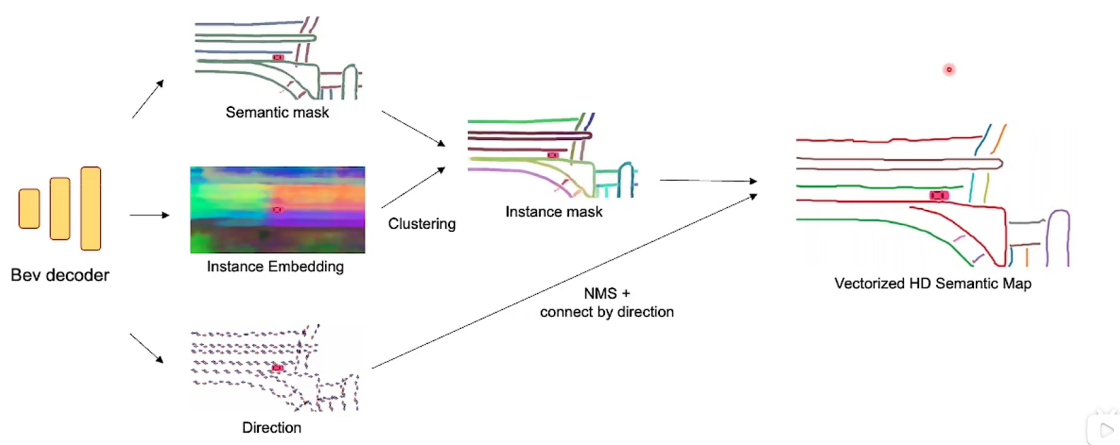 Semantic mask
Bev decoder
Instance Embedding
Clustering
Instance mask
NMS +
connect by direction
Direction
Vectorized HD Semantic Map